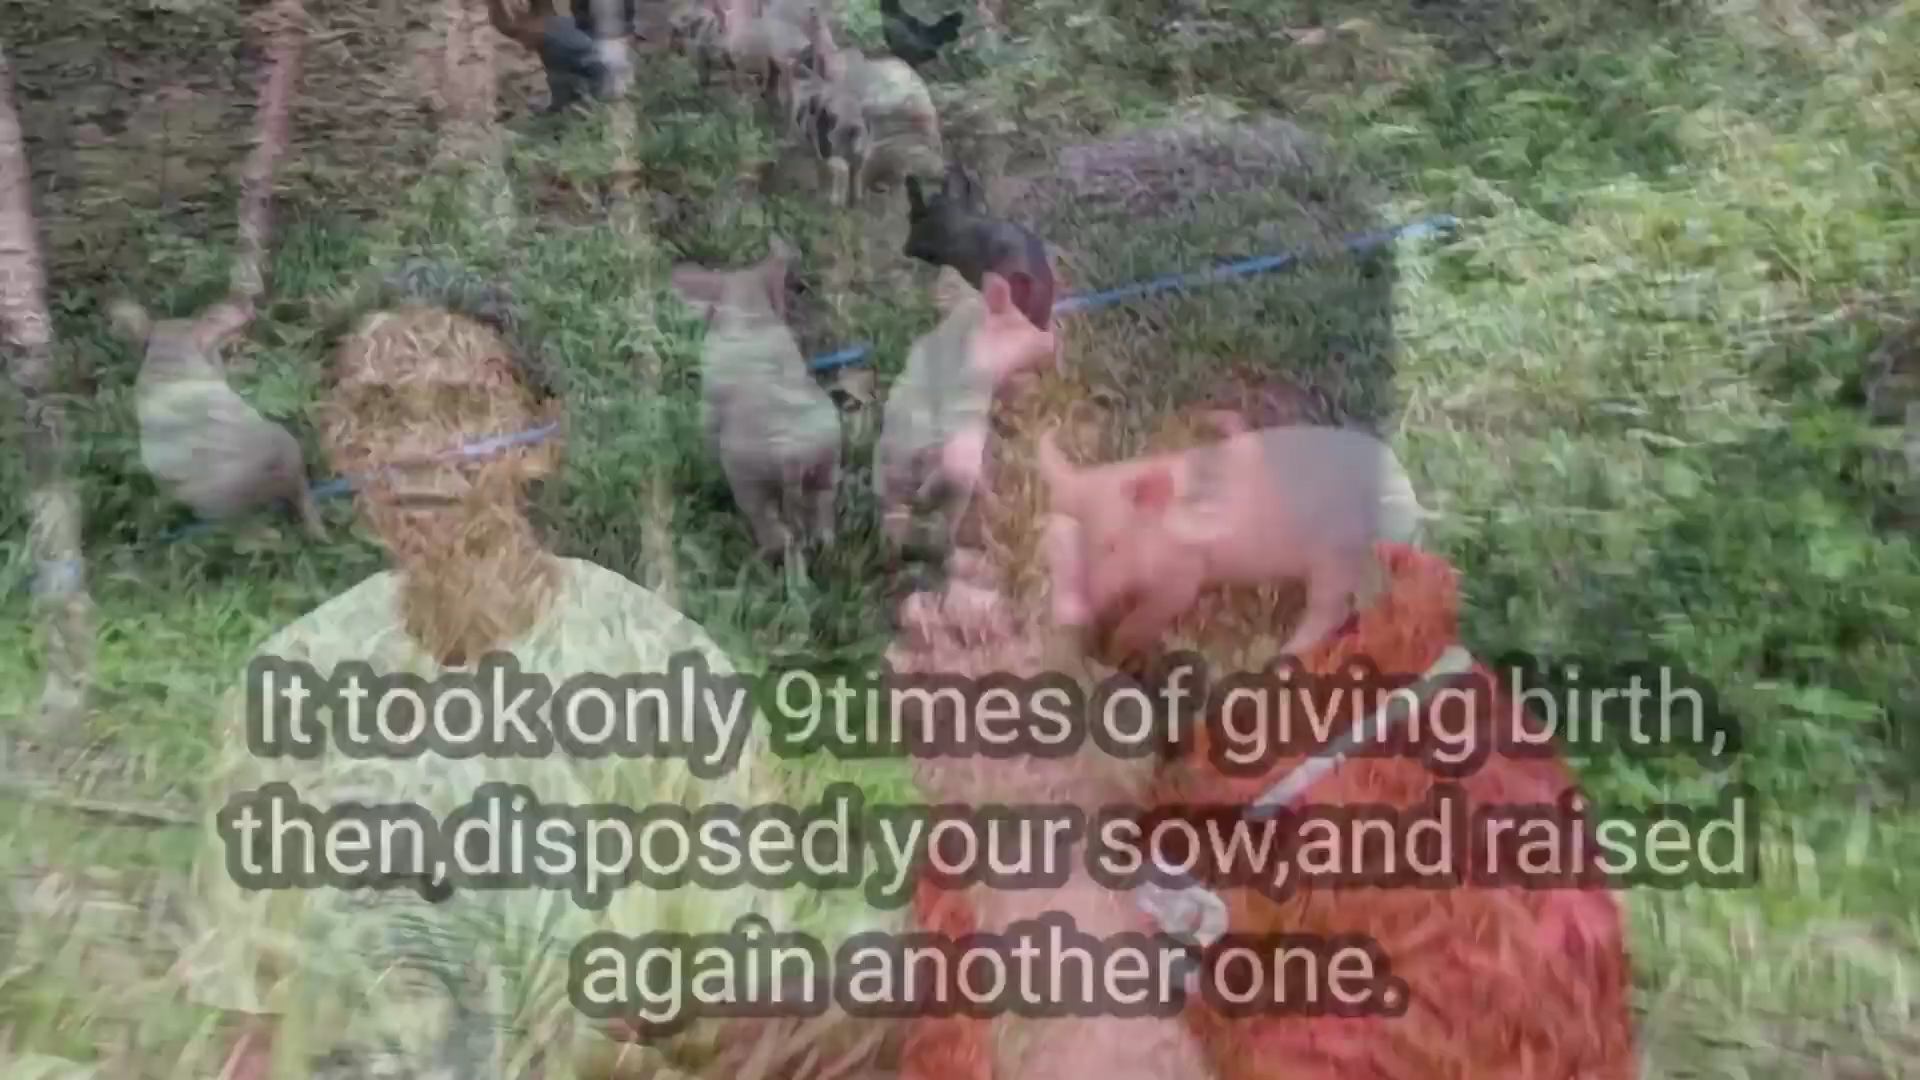 It took only 9times of giving birth,
then,disposed your sow,and raised
again another one.